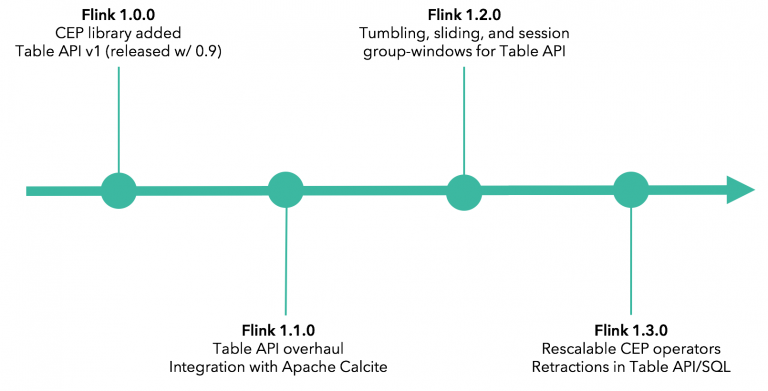 Flink 1.0.0
CEP library added
Table API v1 (released w/ 0.9)
Flink 1.2.0
Tumbling, sliding, and session
group-windows for Table API
Flink 1.1.0
Table API overhaul
Integration with Apache Calcite
Flink 1.3.0
Rescalable CEP operators
Retractions in Table API/SQL